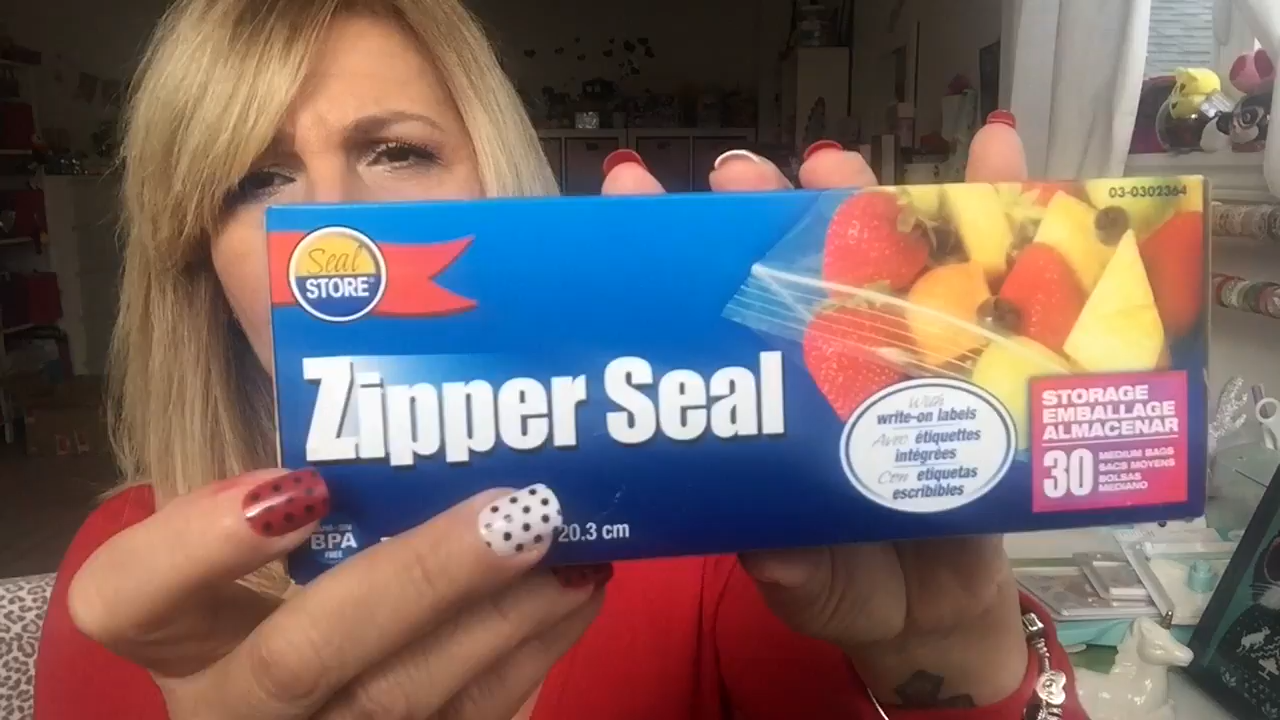 03-0302364
Seal
STORE®
Zipper Seal
With
write-on labels
Avec étiquettes
intégrées
Con etiquetas
escribibles
STORAGE
EMBALLAGE
ALMACENAR
30
MEDIUM BAGS
SACS MOYENS
BOLSAS
MEDIANO
BPA
FREE
20.3 cm